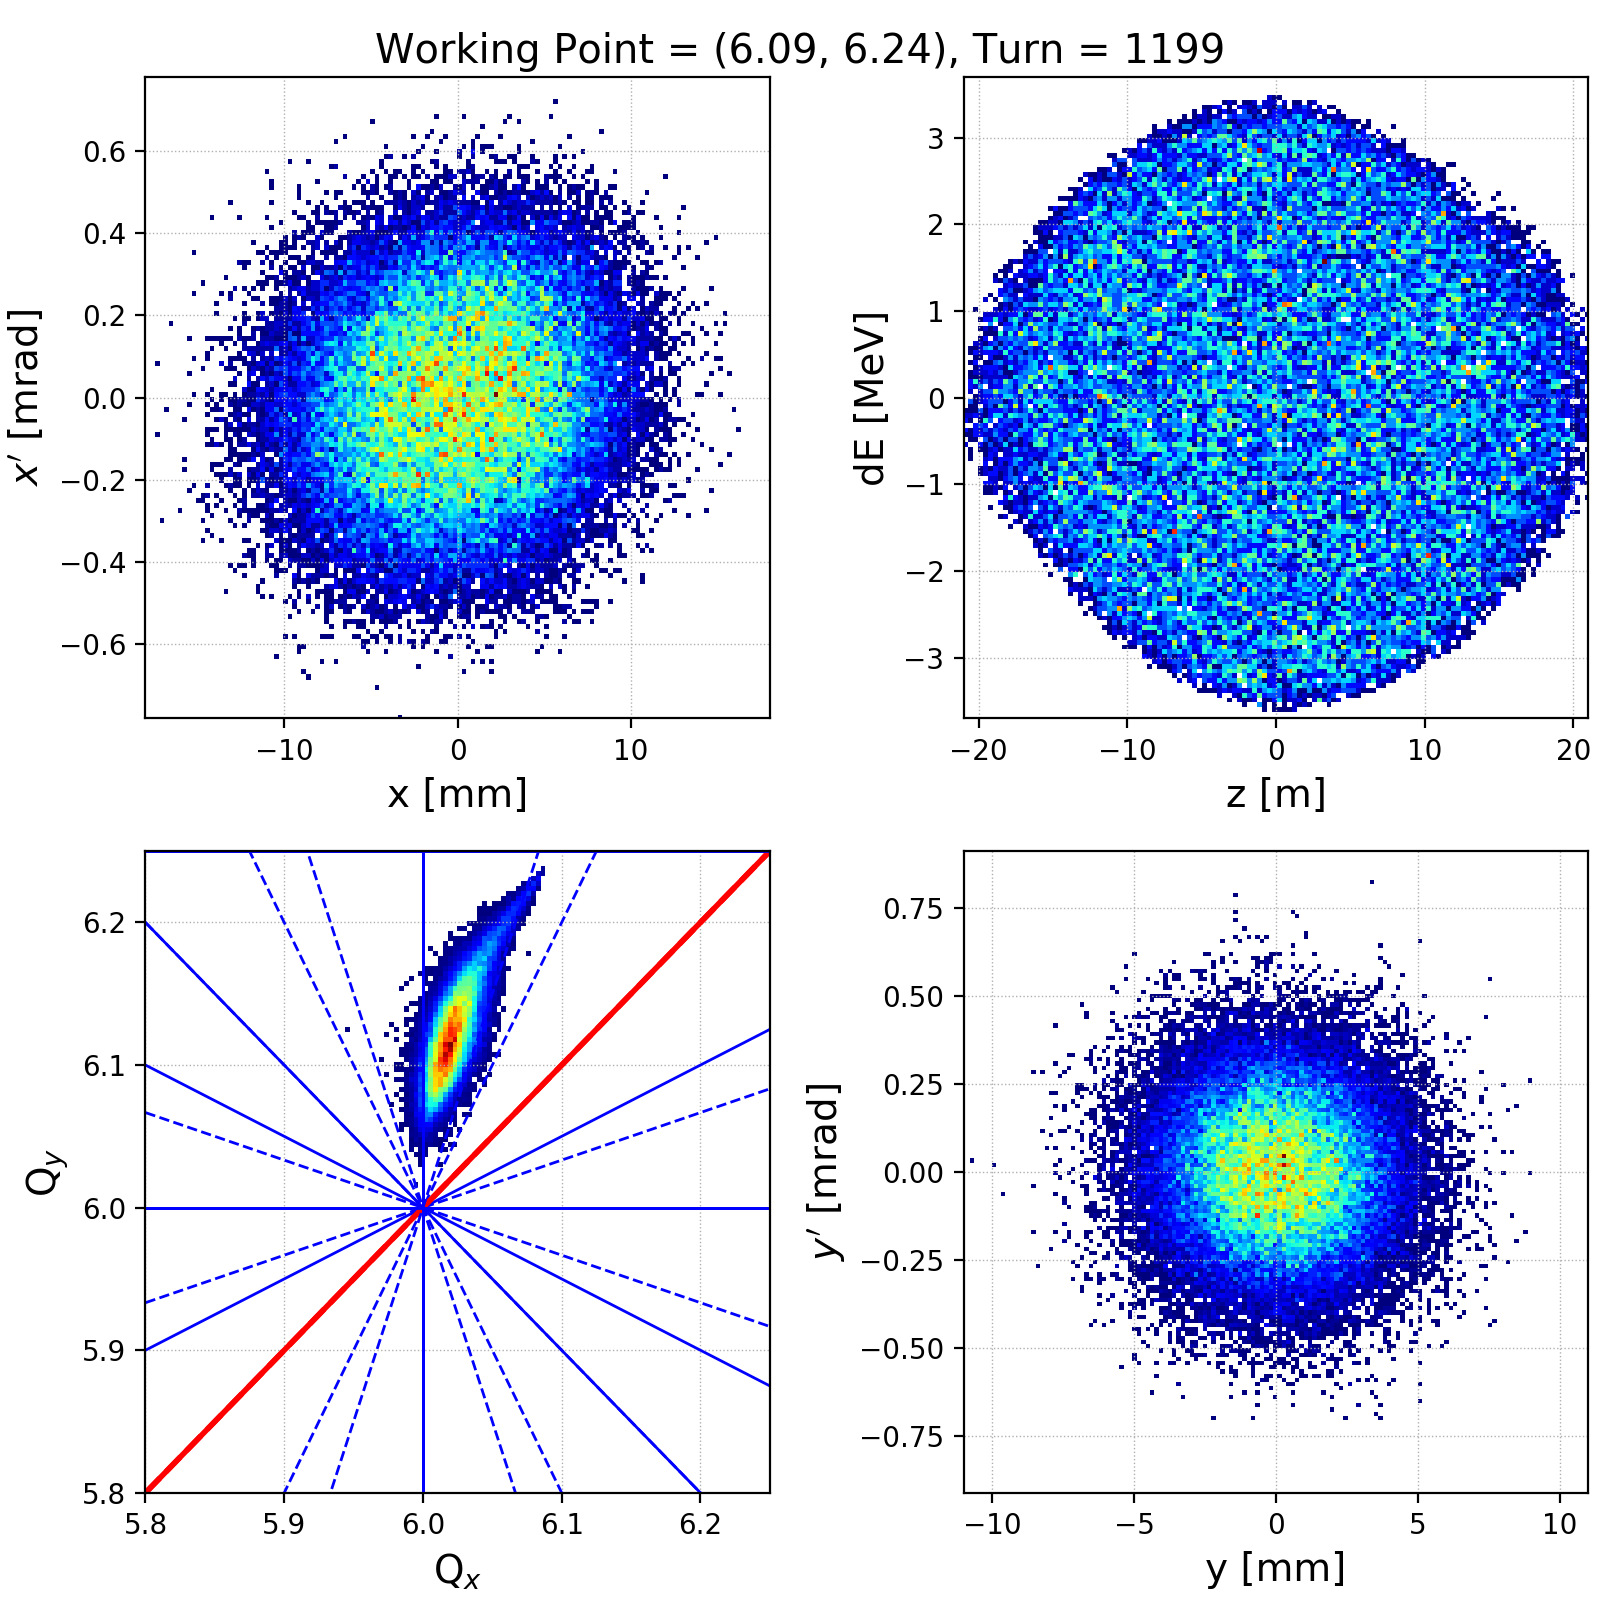 Working Point = (6.09, 6.24), Turn = 1199
0.6
0.4
0.2
0.0
−0.2
−0.4
−0.6
x′ [mrad]
−10 0 10
x [mm]
3
2
1
0
−1
−2
−3
dE [MeV]
−20 −10 0 10 20
z [m]
6.2
6.1
6.0
5.9
5.8
Qy
5.8 5.9 6.0 6.1 6.2
Qx
0.75
0.50
0.25
0.00
−0.25
−0.50
−0.75
y′ [mrad]
−10 −5 0 5 10
y [mm]